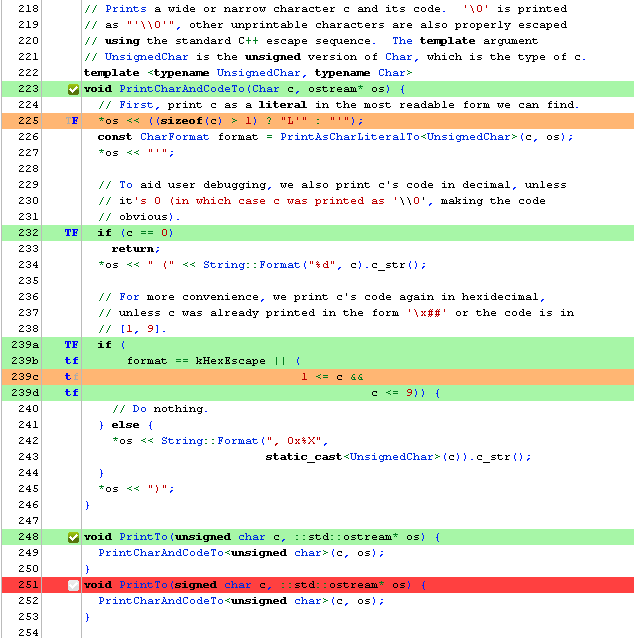 218 // Prints a wide or narrow character c and its code.  '\0' is printed
219 // as "'\\0'", other unprintable characters are also properly escaped
220 // using the standard C++ escape sequence.  The template argument
221 // UnsignedChar is the unsigned version of Char, which is the type of c.
222 template <typename UnsignedChar, typename Char>
223 void PrintCharAndCodeTo(Char c, ostream* os) {
224   // First, print c as a literal in the most readable form we can find.
225 TF   *os << ((sizeof(c) > 1) ? "L'" : "'");
226   const CharFormat format = PrintAsCharLiteralTo<UnsignedChar>(c, os);
227   *os << "'";
228
229   // To aid user debugging, we also print c's code in decimal, unless
230   // it's 0 (in which case c was printed as '\\0', making the code
231   // obvious).
232 TF   if (c == 0)
233     return;
234   *os << " (" << String::Format("%d", c).c_str();
235
236   // For more convenience, we print c's code again in hexidecimal,
237   // unless c was already printed in the form '\x##' or the code is in
238   // [1, 9].
239a TF   if (
239b tf       format == kHexEscape || (
239c tf                                1 <= c &&
239d tf                                          c <= 9)) {
240     // Do nothing.
241   } else {
242     *os << String::Format(", 0x%X",
243                           static_cast<UnsignedChar>(c)).c_str();
244   }
245   *os << ")";
246 }
247
248 void PrintTo(unsigned char c, ::std::ostream* os) {
249   PrintCharAndCodeTo<unsigned char>(c, os);
250 }
251 void PrintTo(signed char c, ::std::ostream* os) {
252   PrintCharAndCodeTo<unsigned char>(c, os);
253 }
254